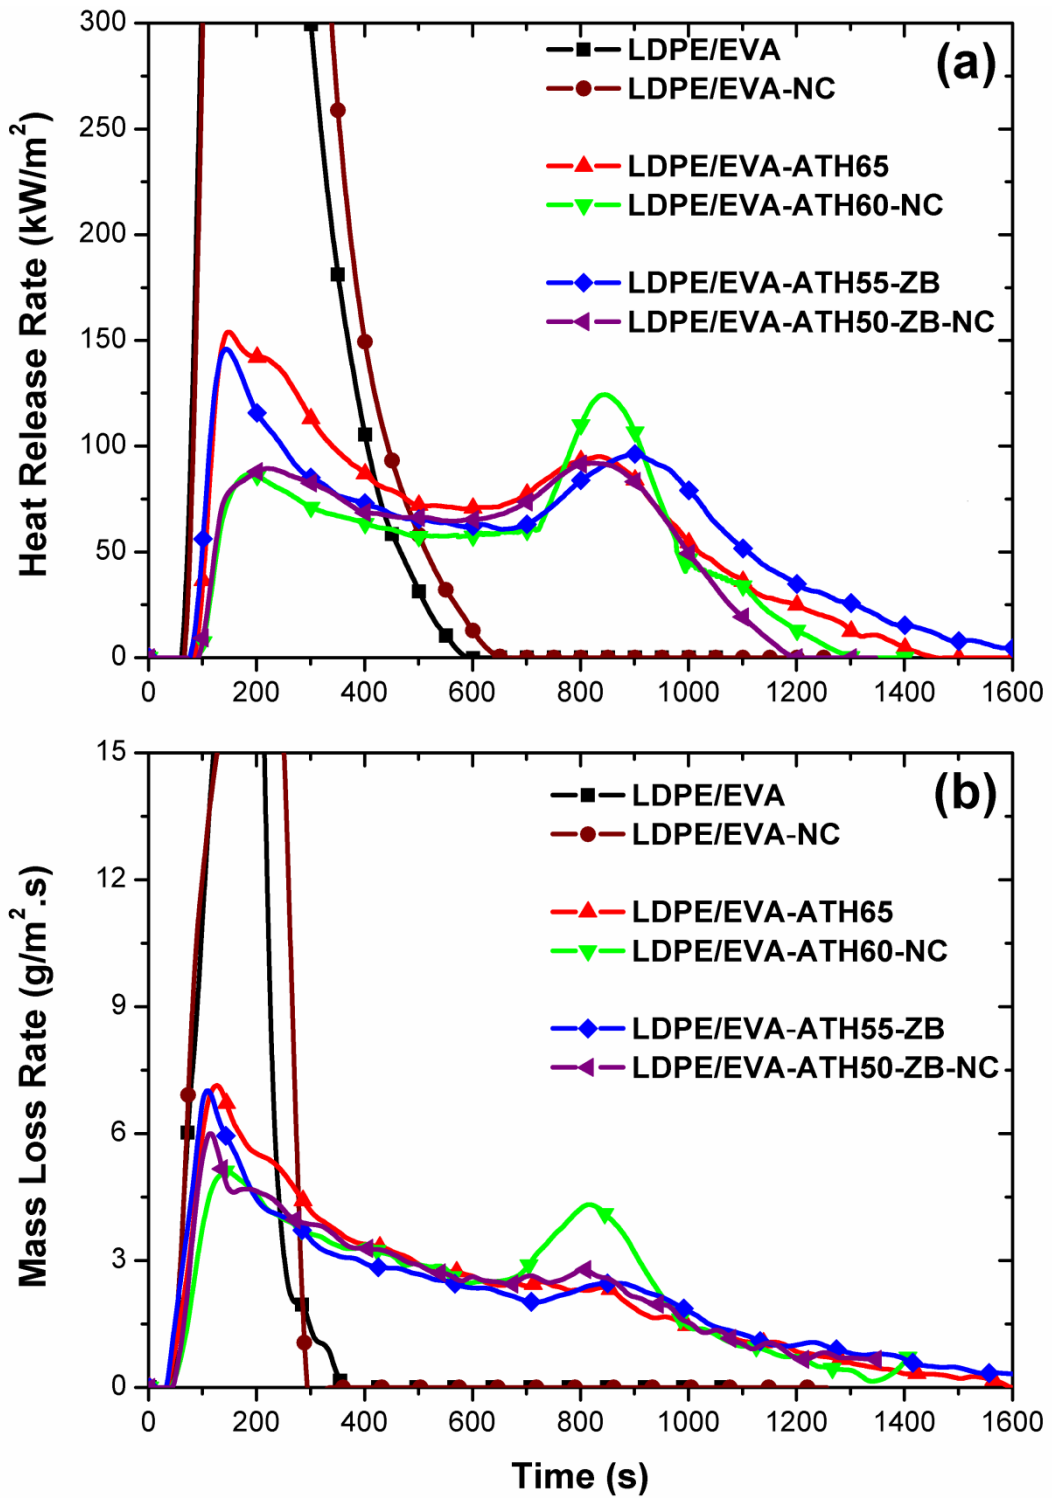 (a)
LDPE/EVA
LDPE/EVA-NC
LDPE/EVA-ATH65
LDPE/EVA-ATH60-NC
LDPE/EVA-ATH55-ZB
LDPE/EVA-ATH50-ZB-NC
Heat Release Rate (kW/m²)
300
250
200
150
100
50
0
0 200 400 600 800 1000 1200 1400 1600
(b)
LDPE/EVA
LDPE/EVA-NC
LDPE/EVA-ATH65
LDPE/EVA-ATH60-NC
LDPE/EVA-ATH55-ZB
LDPE/EVA-ATH50-ZB-NC
Mass Loss Rate (g/m².s)
15
12
9
6
3
0
0 200 400 600 800 1000 1200 1400 1600
Time (s)